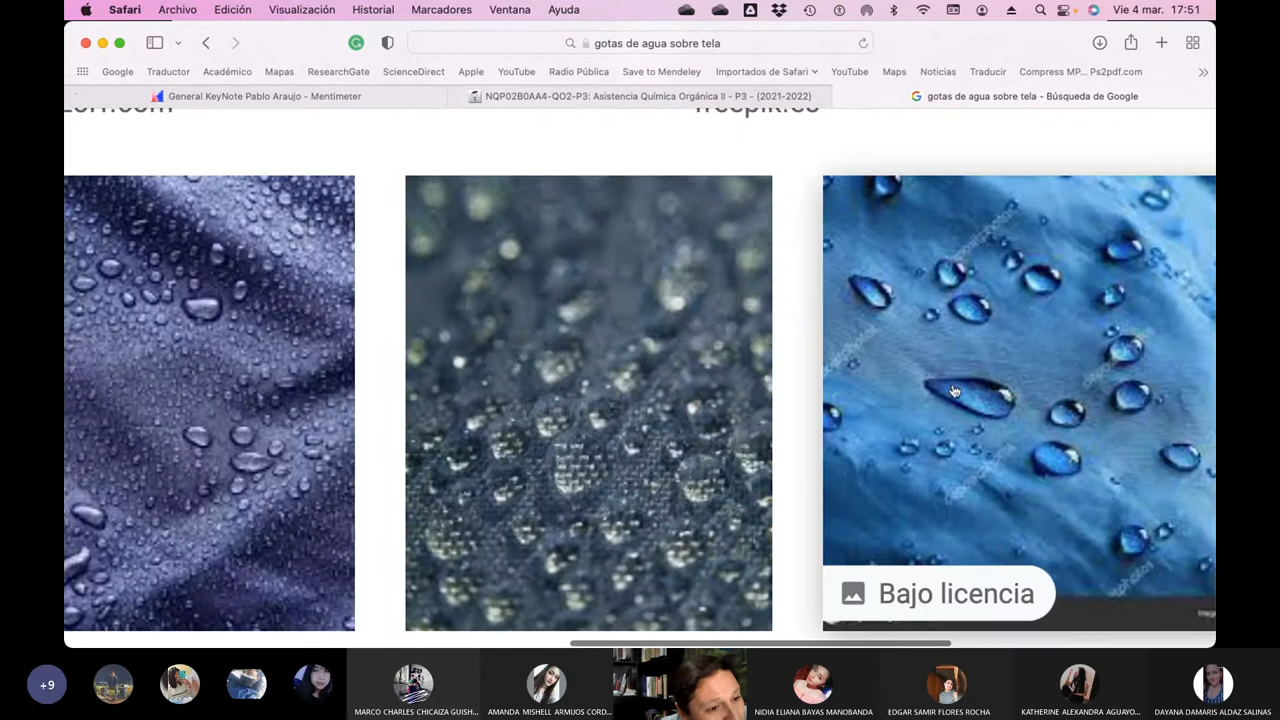 Safari Archivo Edición Visualización Historial Marcadores Ventana Ayuda Vie 4 mar. 17:51
gotas de agua sobre tela
Google Traductor Académico Mapas ResearchGate ScienceDirect Apple YouTube Radio Pública Save to Mendeley Importados de Safari YouTube Maps Noticias Traducir Compress MP... Ps2pdf.com
General KeyNote Pablo Araujo - Mentimeter NQP02B0AA4-QO2-P3: Asistencia Química Orgánica II - P3 - (2021-2022) gotas de agua sobre tela - Búsqueda de Google
freepik.es
Bajo licencia
+9
MARCO CHARLES CHICAIZA GUISH... AMANDA MISHELL ARMIJOS CORD... NIDIA ELIANA BAYAS MANOBANDA EDGAR SAMIR FLORES ROCHA KATHERINE ALEXANDRA AGUAYO... DAYANA DAMARIS ALDAZ SALINAS